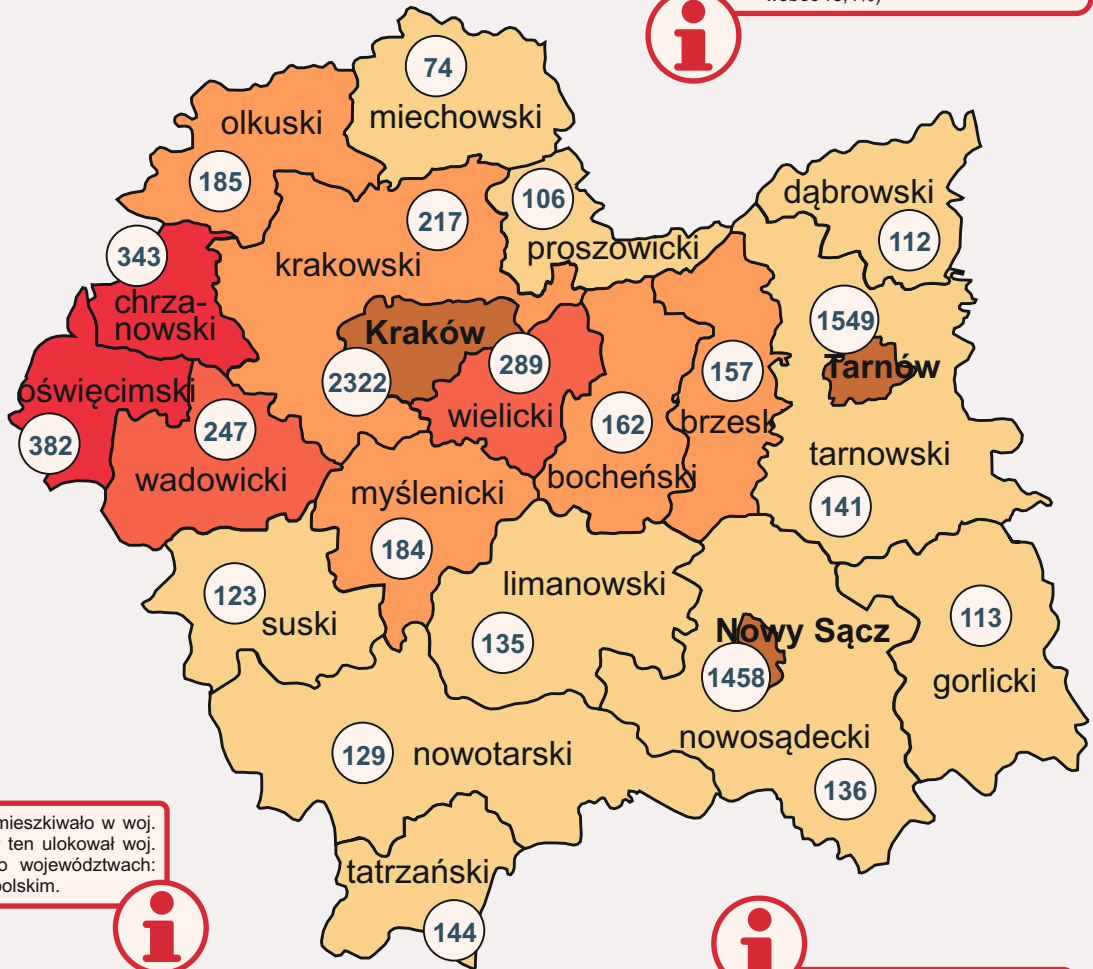 74
miechowski
olkuski
185
217
krakowski
106
proszowicki
dąbrowski
112
343
chrza-
nowski
1549
Tarnów
Kraków
2322
289
wielicki
157
brzesk
oświęcimski
382
247
wadowicki
162
bocheński
tarnowski
141
myślenicki
184
limanowski
135
123
suski
Nowy Sącz
1458
113
gorlicki
nowosądecki
136
129
nowotarski
mieszkiwało w woj.
ten ulokował woj.
o województwach:
polskim.
tatrzański
144